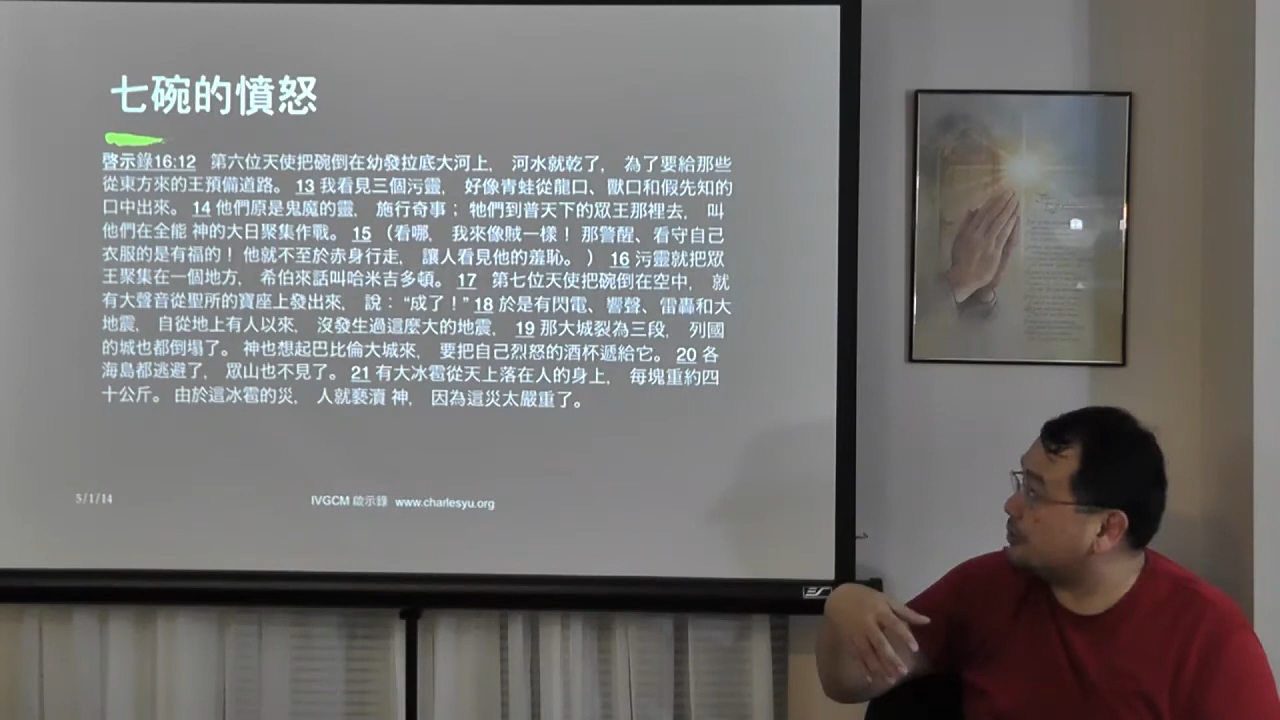 七碗的憤怒
啓示錄16:12 第六位天使把碗倒在幼發拉底大河上， 河水就乾了， 為了要給那些
從東方來的王預備道路。 13 我看見三個污靈， 好像青蛙從龍口、獸口和假先知的
口中出來。 14 他們原是鬼魔的靈， 施行奇事； 牠們到普天下的眾王那裡去， 叫
他們在全能 神的大日聚集作戰。 15 （看哪， 我來像賊一樣！ 那警醒、看守自己
衣服的是有福的！ 他就不至於赤身行走， 讓人看見他的羞恥。 ） 16 污靈就把眾
王聚集在一個地方， 希伯來話叫哈米吉多頓。 17 第七位天使把碗倒在空中， 就
有大聲音從聖所的寶座上發出來， 說： “成了！” 18 於是有閃電、響聲、雷轟和大
地震， 自從地上有人以來， 沒發生過這麼大的地震， 19 那大城裂為三段， 列國
的城也都倒塌了。 神也想起巴比倫大城來， 要把自己烈怒的酒杯遞給它。 20 各
海島都逃避了， 眾山也不見了。 21 有大冰雹從天上落在人的身上， 每塊重約四
十公斤。 由於這冰雹的災， 人就褻瀆 神， 因為這災太嚴重了。
5/1/14
IVGCM 啟示錄 www.charlesyu.org